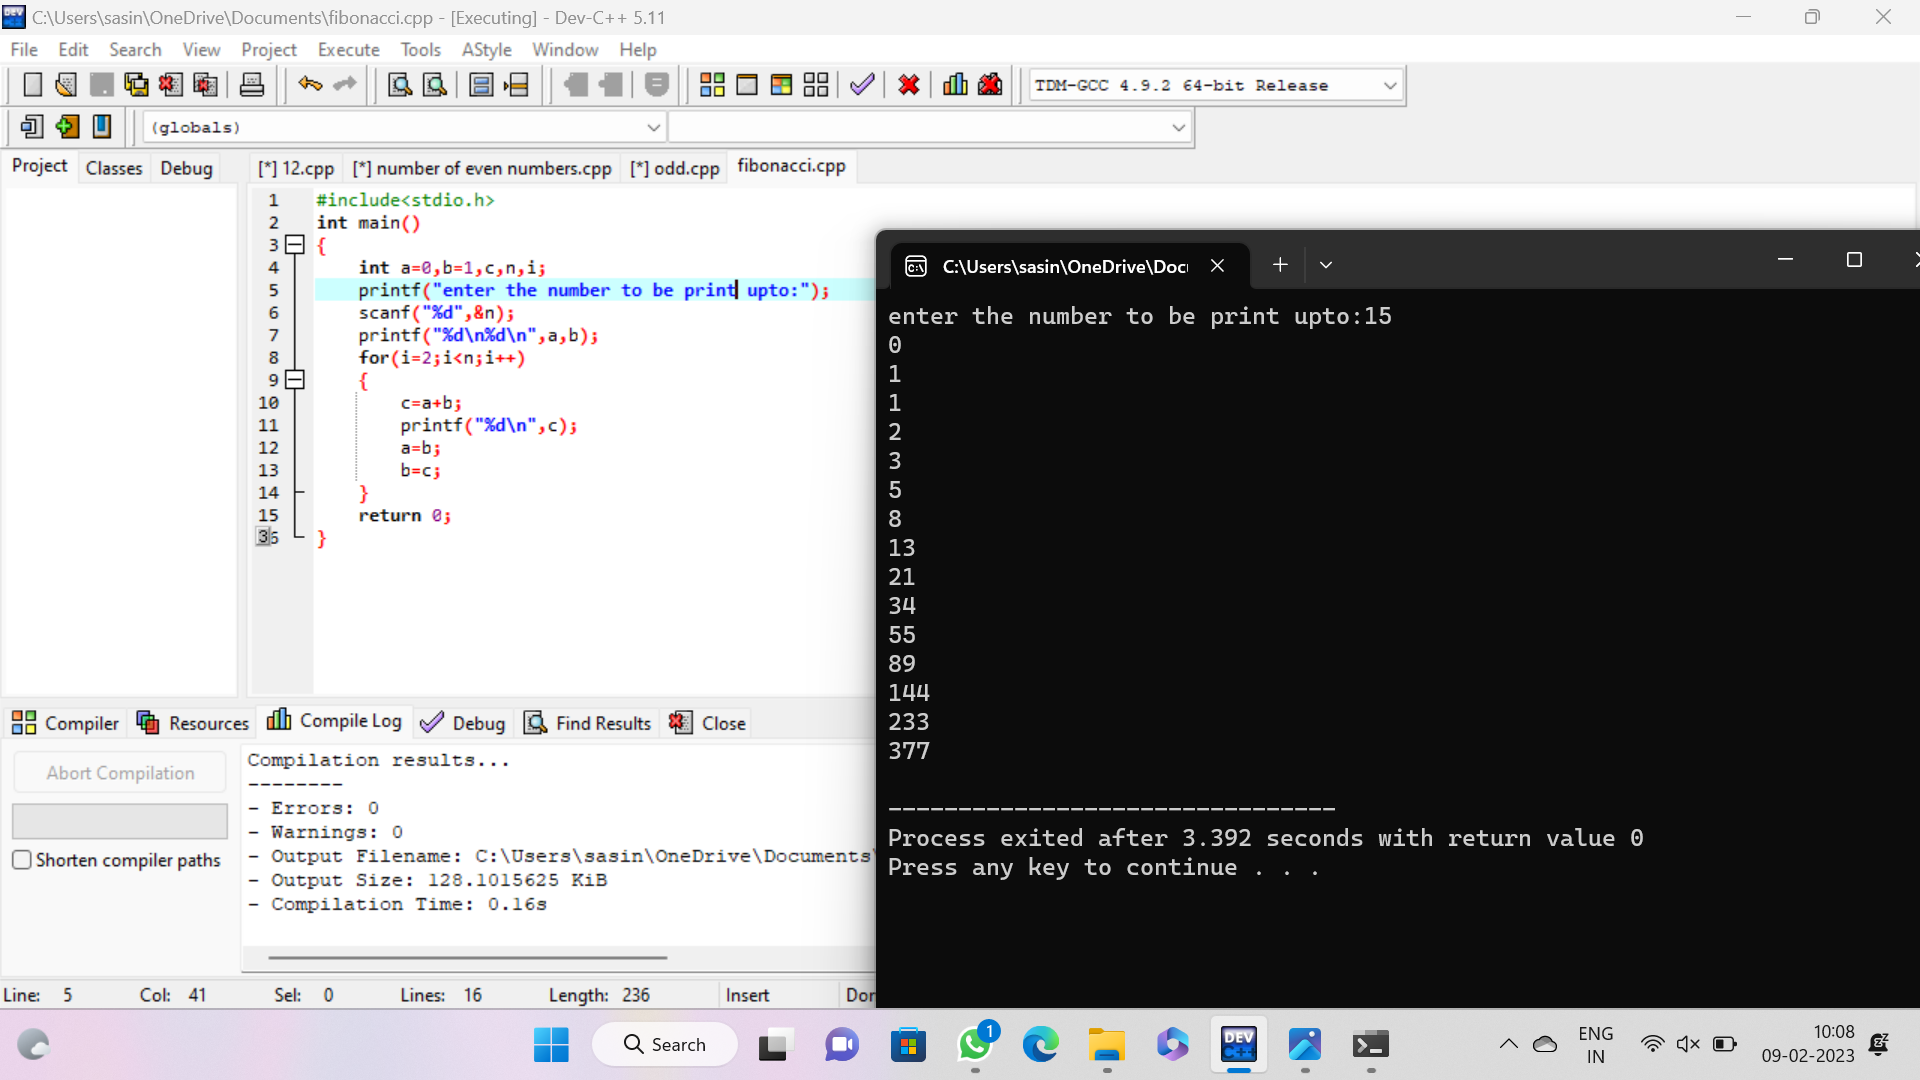 C:\Users\sasin\OneDrive\Documents\fibonacci.cpp - [Executing] - Dev-C++ 5.11
File Edit Search View Project Execute Tools AStyle Window Help
TDM-GCC 4.9.2 64-bit Release
(globals)
Project Classes Debug [*] 12.cpp [*] number of even numbers.cpp [*] odd.cpp fibonacci.cpp
1 #include<stdio.h>
2 int main()
3 {
4 int a=0,b=1,c,n,i;
5 printf("enter the number to be print upto:");
6 scanf("%d",&n);
7 printf("%d\n%d\n",a,b);
8 for(i=2;i<n;i++)
9 {
10 c=a+b;
11 printf("%d\n",c);
12 a=b;
13 b=c;
14 }
15 return 0;
36 }
C:\Users\sasin\OneDrive\Doc
enter the number to be print upto:15
0
1
1
2
3
5
8
13
21
34
55
89
144
233
377
--------------------------------
Process exited after 3.392 seconds with return value 0
Press any key to continue . . .
Compiler Resources Compile Log Debug Find Results Close
Abort Compilation
Shorten compiler paths
Compilation results...
--------
- Errors: 0
- Warnings: 0
- Output Filename: C:\Users\sasin\OneDrive\Documents
- Output Size: 128.1015625 KiB
- Compilation Time: 0.16s
Line: 5 Col: 41 Sel: 0 Lines: 16 Length: 236 Insert Dor
Search
1
DEV C++
ENG
IN
10:08
09-02-2023